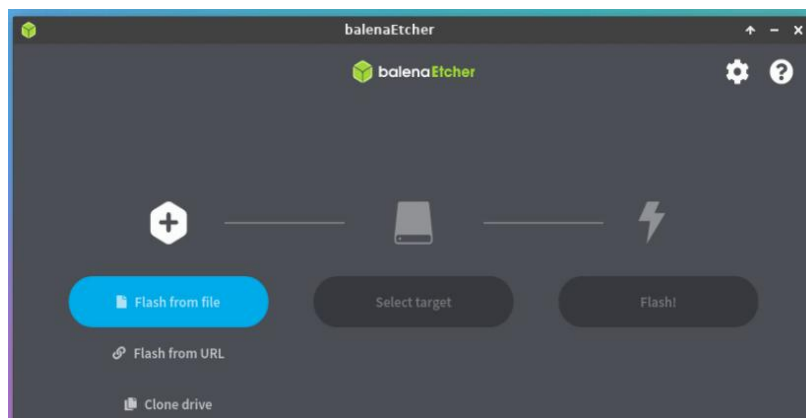 balenaEtcher
balenaEtcher
Flash from file
Select target
Flash!
Flash from URL
Clone drive